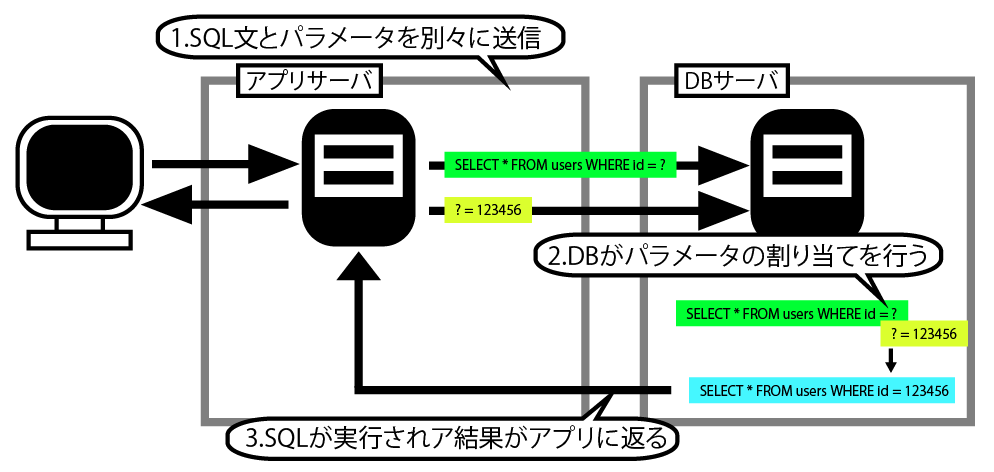 1.SQL文とパラメータを別々に送信
アプリサーバ
DBサーバ
SELECT * FROM users WHERE id = ?
? = 123456
2.DBがパラメータの割り当てを行う
SELECT * FROM users WHERE id = ?
? = 123456
SELECT * FROM users WHERE id = 123456
3.SQLが実行されア結果がアプリに返る